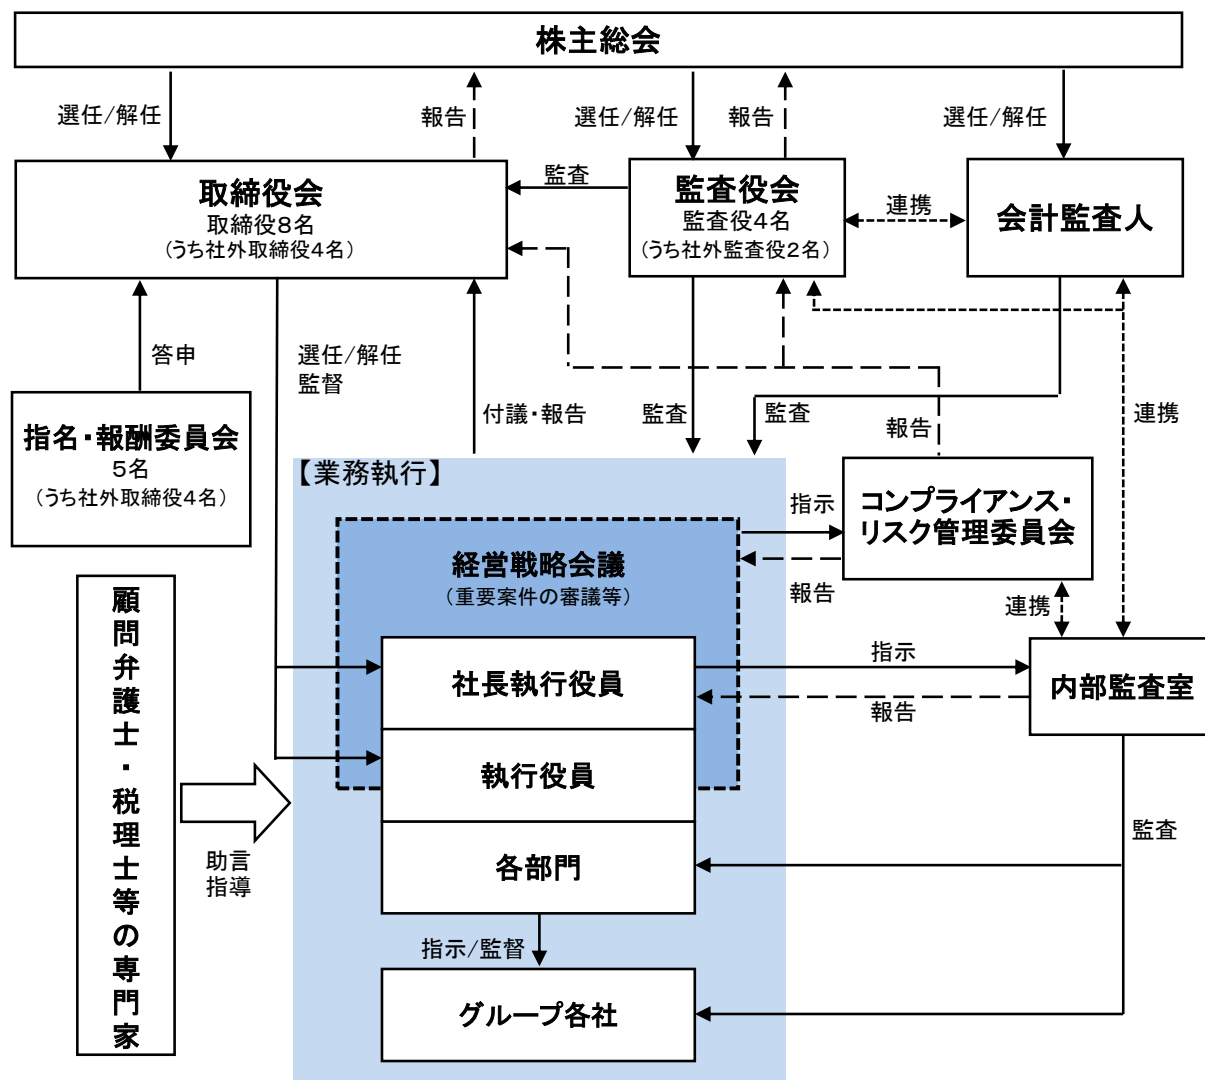 株主総会
選任/解任
報告
選任/解任
報告
選任/解任
取締役会
取締役8名
(うち社外取締役4名)
監査
監査役会
監査役4名
(うち社外監査役2名)
連携
会計監査人
答申
選任/解任
監督
付議・報告
監査
監査
報告
連携
指名・報酬委員会
5名
(うち社外取締役4名)
【業務執行】
経営戦略会議
(重要案件の審議等)
指示
報告
コンプライアンス・
リスク管理委員会
連携
社長執行役員
指示
報告
内部監査室
執行役員
各部門
監査
指示/監督
グループ各社
顧問弁護士・税理士等の専門家
助言
指導